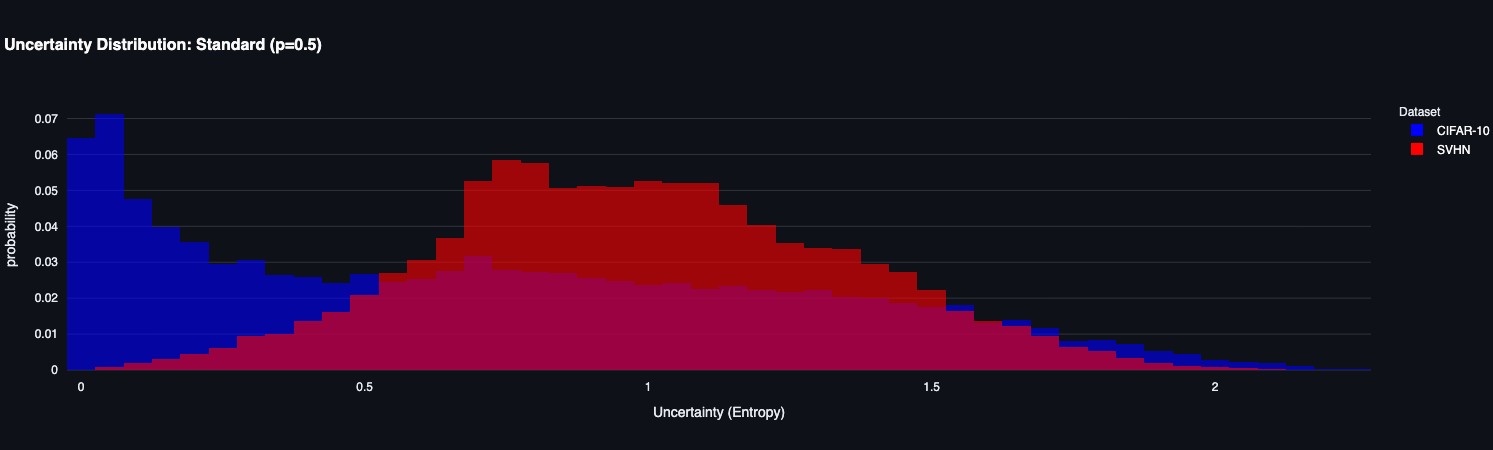 Uncertainty Distribution: Standard (p=0.5)
Dataset
CIFAR-10
SVHN
probability
0.07
0.06
0.05
0.04
0.03
0.02
0.01
0
0
0.5
1
1.5
2
Uncertainty (Entropy)